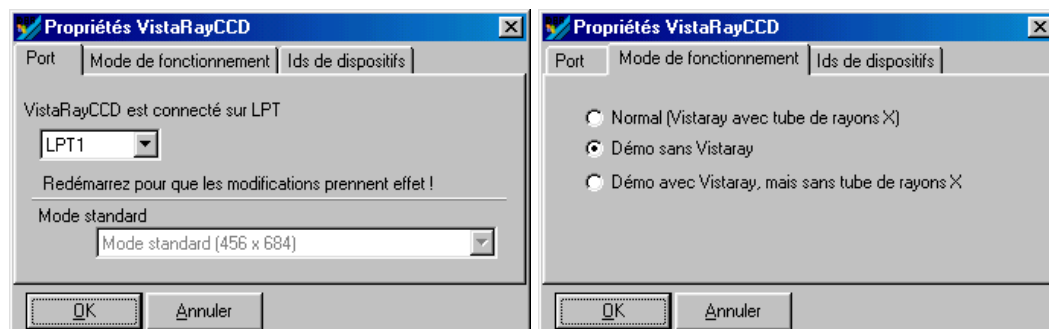 Propriétés VistaRayCCD
Port Mode de fonctionnement Ids de dispositifs
VistaRayCCD est connecté sur LPT
LPT1
Redémarrez pour que les modifications prennent effet !
Mode standard
Mode standard (456 x 684)
OK Annuler
Propriétés VistaRayCCD
Port Mode de fonctionnement Ids de dispositifs
Normal (Vistaray avec tube de rayons X)
Démo sans Vistaray
Démo avec Vistaray, mais sans tube de rayons X
OK Annuler